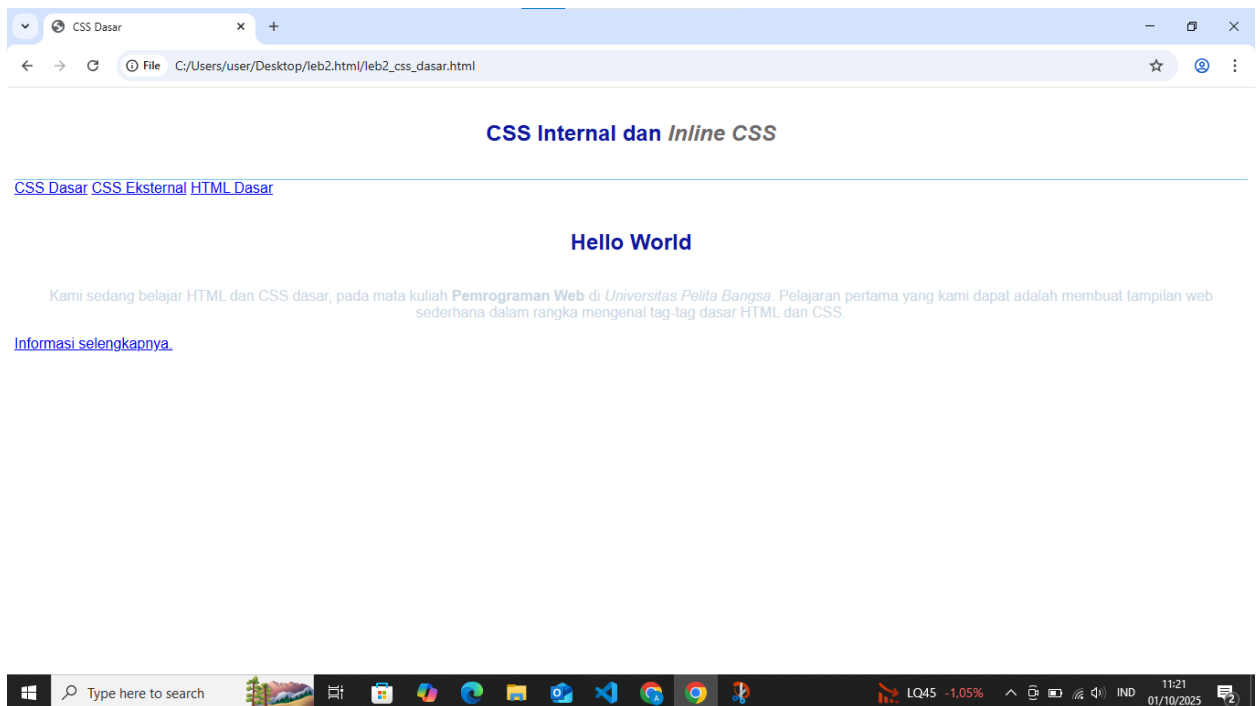 CSS Dasar
File C:/Users/user/Desktop/leb2.html/leb2_css_dasar.html
CSS Internal dan Inline CSS
CSS Dasar CSS Eksternal HTML Dasar
Hello World
Kami sedang belajar HTML dan CSS dasar, pada mata kuliah Pemrograman Web di Universitas Pelita Bangsa. Pelajaran pertama yang kami dapat adalah membuat tampilan web
sederhana dalam rangka mengenal tag-tag dasar HTML dan CSS.
Informasi selengkapnya.
Type here to search
LQ45 -1,05%
IND
11:21
01/10/2025
2